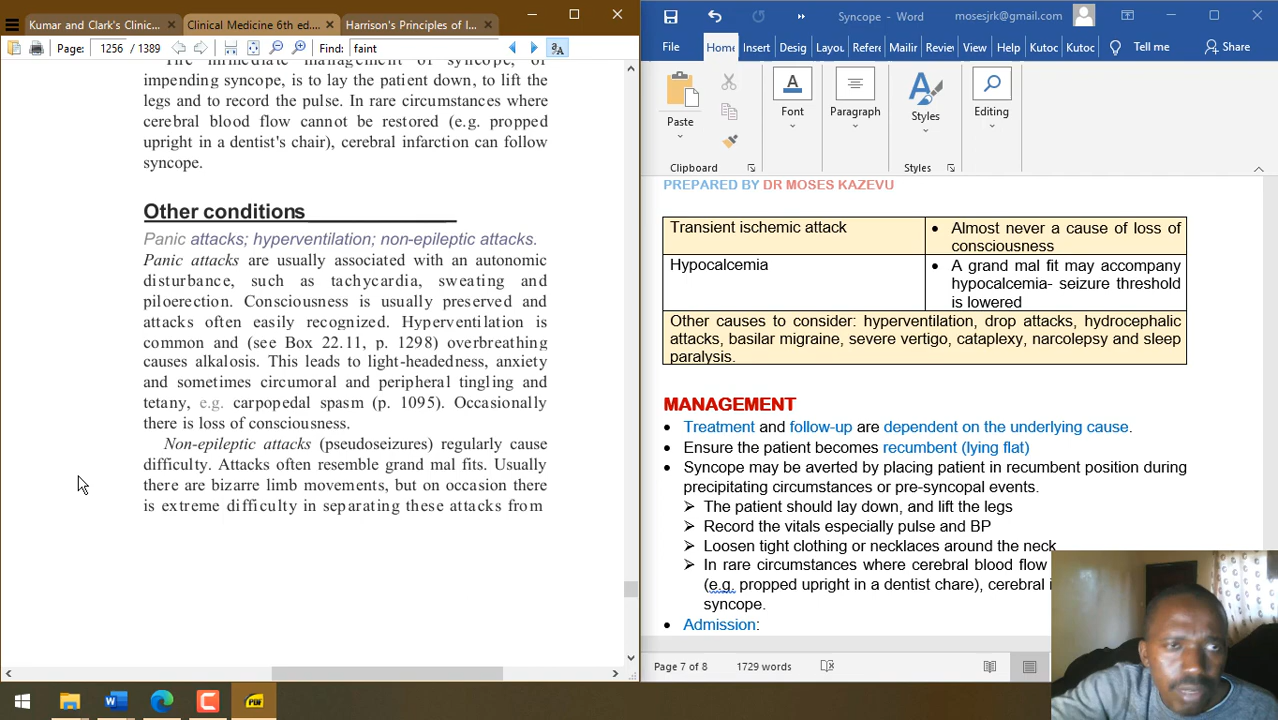 Kumar and Clark's Clinic...
Clinical Medicine 6th ed....
Harrison's Principles of I...
Page: 1256 / 1389
Find: faint
The immediate management of syncope, or
impending syncope, is to lay the patient down, to lift the
legs and to record the pulse. In rare circumstances where
cerebral blood flow cannot be restored (e.g. propped
upright in a dentist's chair), cerebral infarction can follow
syncope.
Other conditions
Panic attacks; hyperventilation; non-epileptic attacks.
Panic attacks are usually associated with an autonomic
disturbance, such as tachycardia, sweating and
piloerection. Consciousness is usually preserved and
attacks often easily recognized. Hyperventilation is
common and (see Box 22.11, p. 1298) overbreathing
causes alkalosis. This leads to light-headedness, anxiety
and sometimes circumoral and peripheral tingling and
tetany, e.g. carpopedal spasm (p. 1095). Occasionally
there is loss of consciousness.
Non-epileptic attacks (pseudoseizures) regularly cause
difficulty. Attacks often resemble grand mal fits. Usually
there are bizarre limb movements, but on occasion there
is extreme difficulty in separating these attacks from
Syncope - Word
mosesjrk@gmail.com
File Home Insert Desig Layou Refere Mailir Review View Help Kutoc Kutoc Tell me Share
Paste
Font
Paragraph
Styles
Editing
Clipboard
Styles
PREPARED BY DR MOSES KAZEVU
Transient ischemic attack
• Almost never a cause of loss of
consciousness
Hypocalcemia
• A grand mal fit may accompany
hypocalcemia- seizure threshold
is lowered
Other causes to consider: hyperventilation, drop attacks, hydrocephalic
attacks, basilar migraine, severe vertigo, cataplexy, narcolepsy and sleep
paralysis.
MANAGEMENT
• Treatment and follow-up are dependent on the underlying cause.
• Ensure the patient becomes recumbent (lying flat)
• Syncope may be averted by placing patient in recumbent position during
precipitating circumstances or pre-syncopal events.
➤ The patient should lay down, and lift the legs
➤ Record the vitals especially pulse and BP
➤ Loosen tight clothing or necklaces around the neck
➤ In rare circumstances where cerebral blood flow
(e.g. propped upright in a dentist chare), cerebral i
syncope.
• Admission:
Page 7 of 8
1729 words